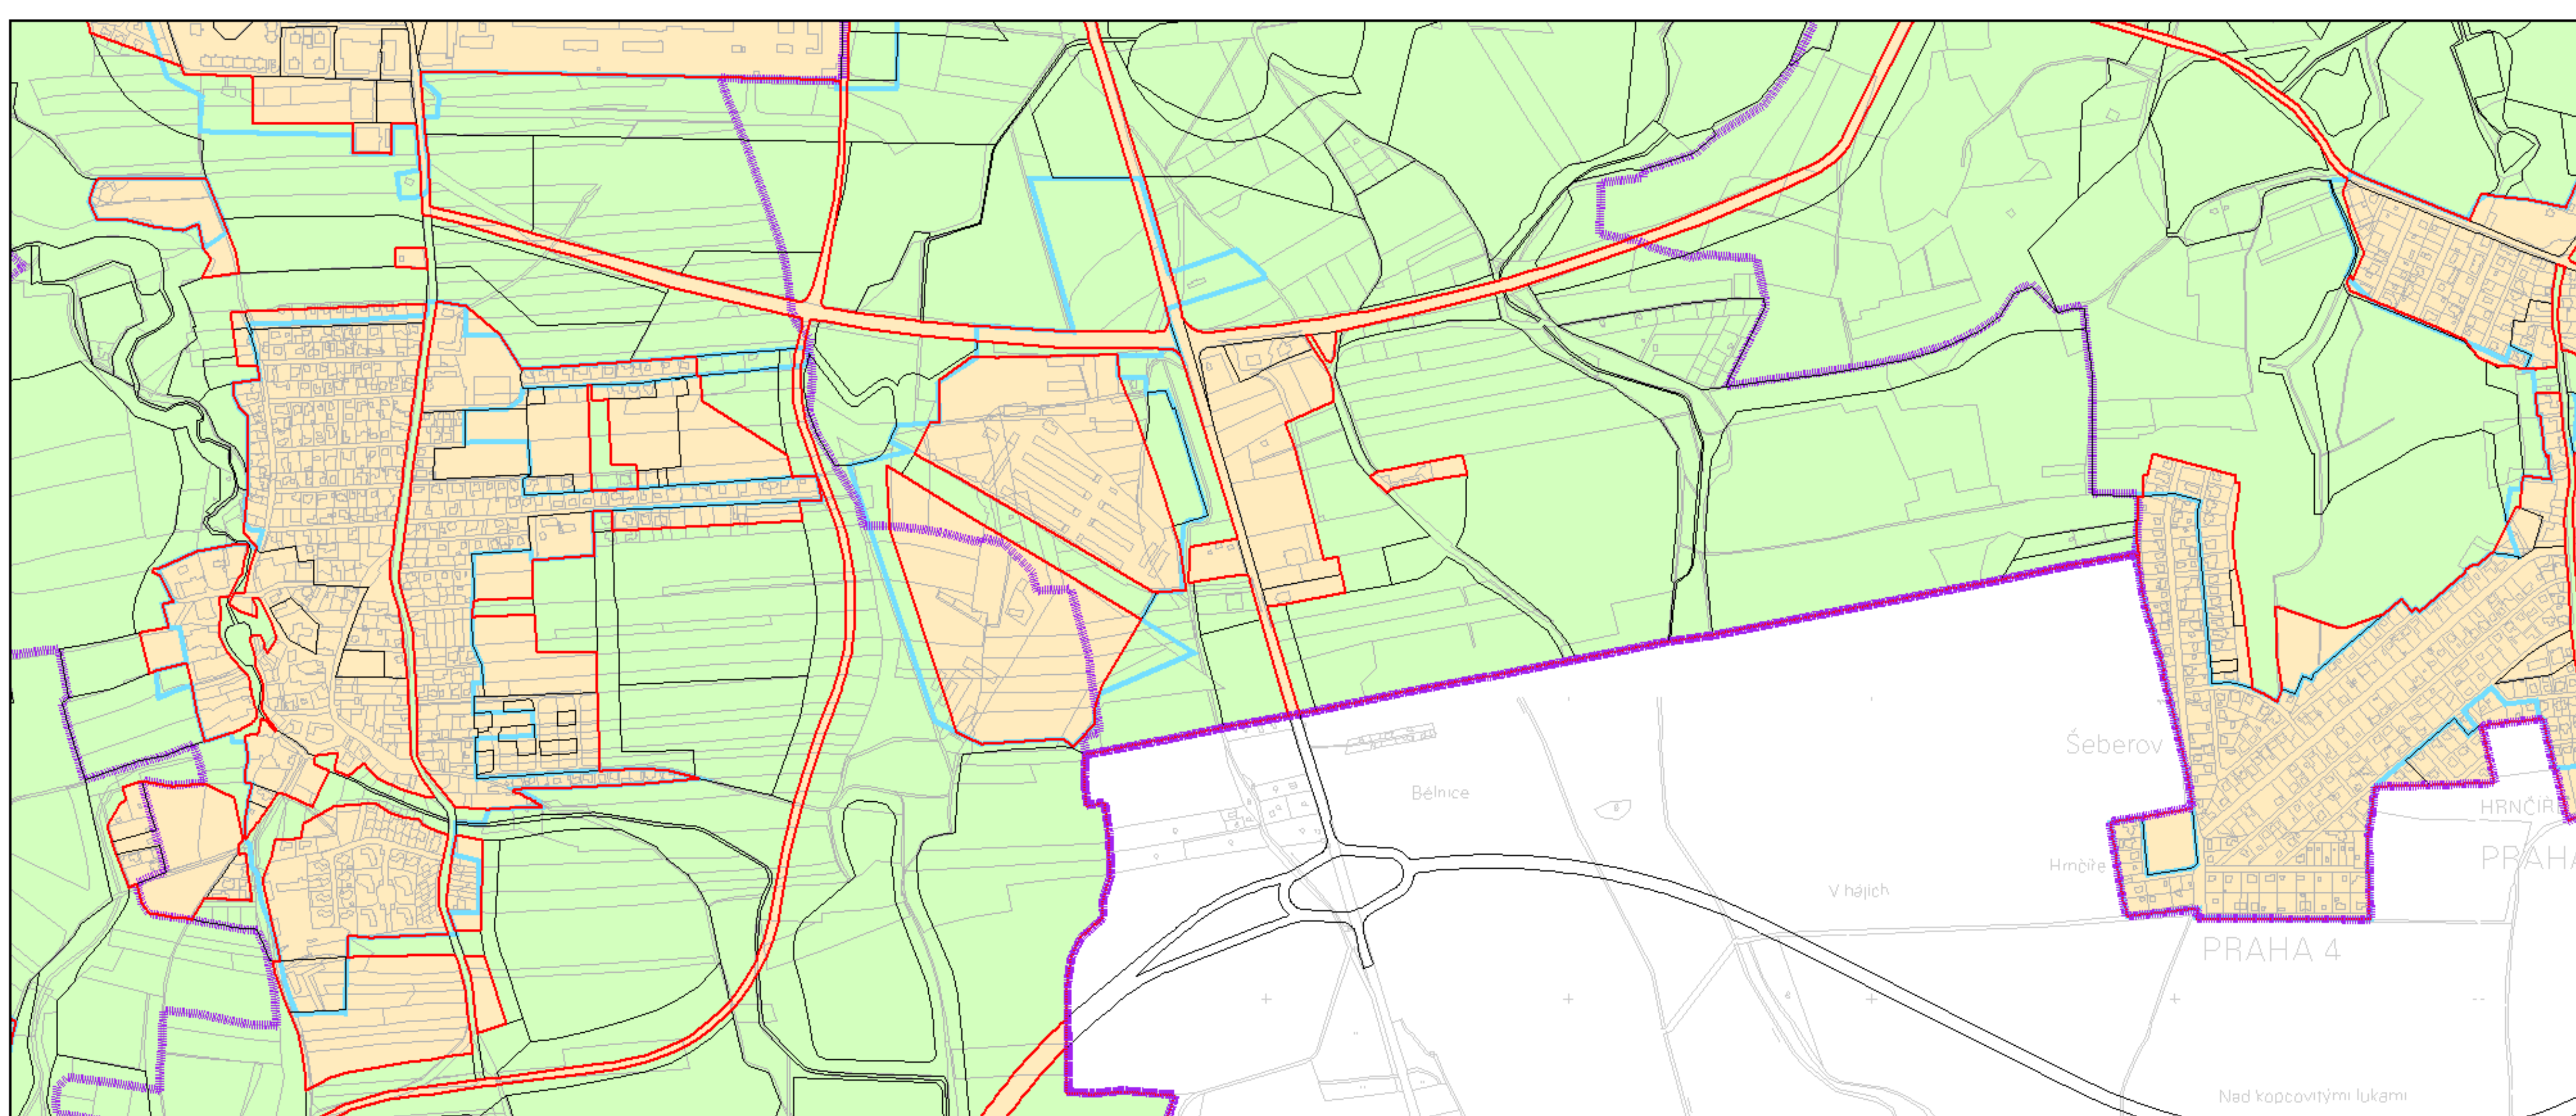 Šeberov
Bělnice
HRNČÍŘE
V hájích
Hrnčíře
PRAHA
PRAHA 4
Nad kopcovitými lukami